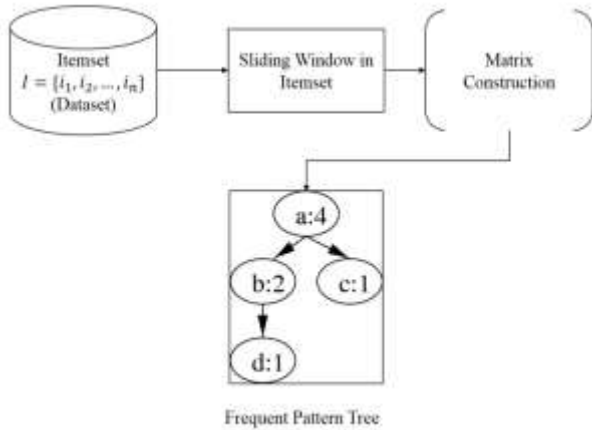 Itemset
I = {i₁, i₂, ..., iₙ}
(Dataset)
Sliding Window in
Itemset
Matrix
Construction
a:4
b:2
c:1
d:1
Frequent Pattern Tree